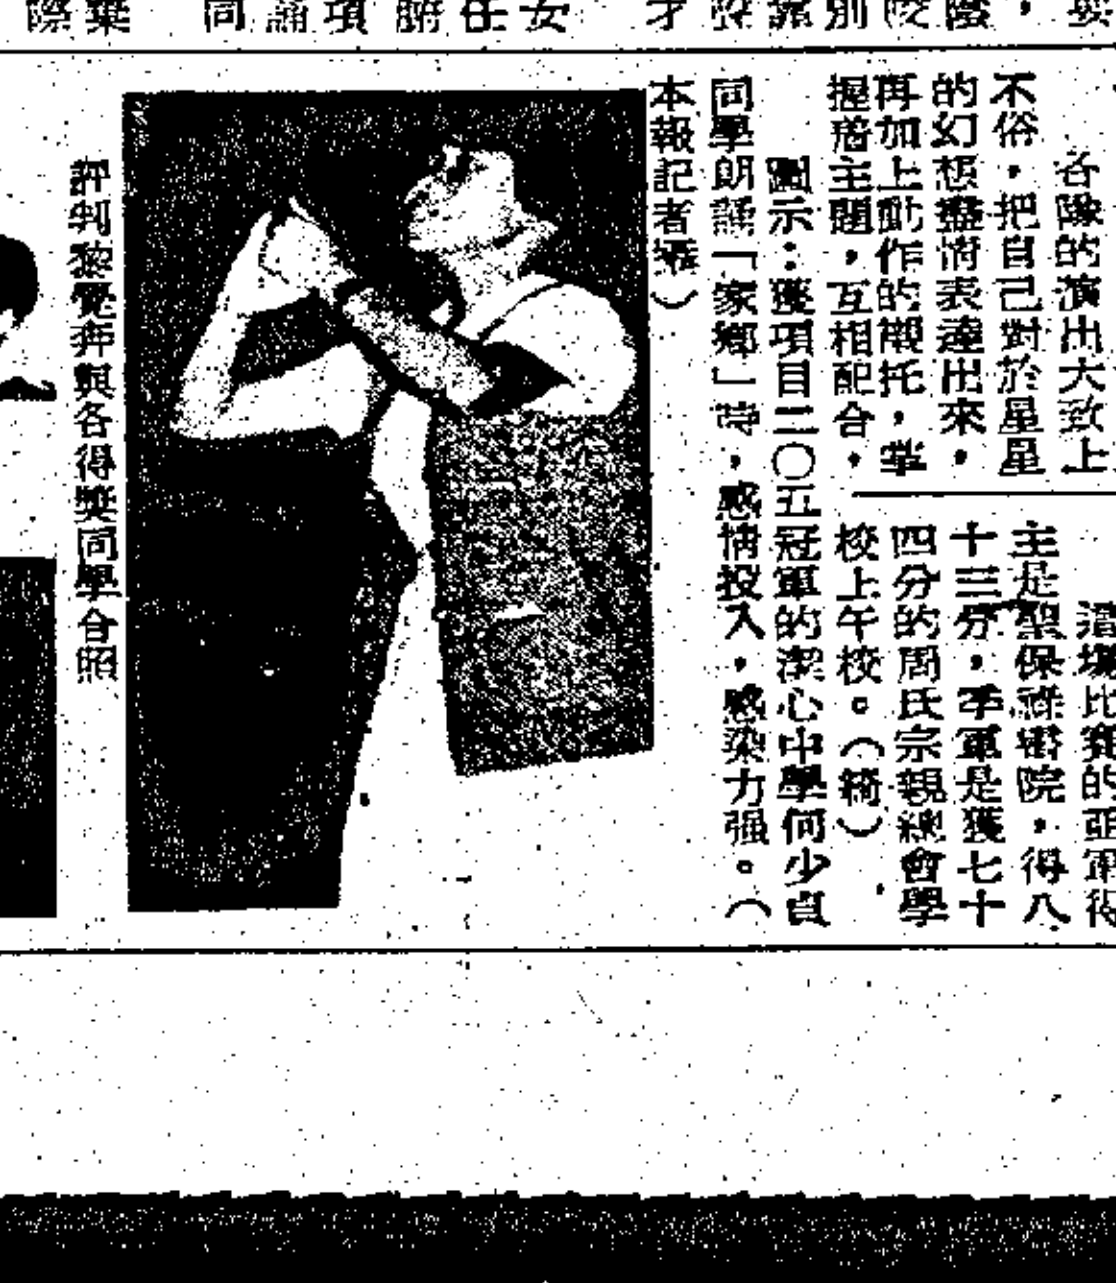 各隊的演出大致上
不俗，把自己對於星星
的幻想盡情表達出來，
再加上動作的襯托，掌
握着主題，互相配合，
這場比賽的亞軍得
主是聖保祿書院，得八
十三分，季軍是獲七十
四分的周氏宗親總會學
校上午校。（綺）
圖示：獲項目二〇五冠軍的潔心中學何少貞
同學朗誦「家鄉」時，感情投入，感染力强。（
本報記者攝）
評判黎覺奔與各得獎同學合照